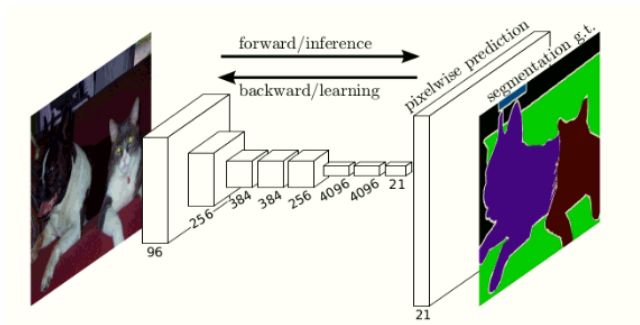 forward/inference
backward/learning
pixelwise prediction
segmentation g.t.
96
256
384
384
256
4096
4096
21
21